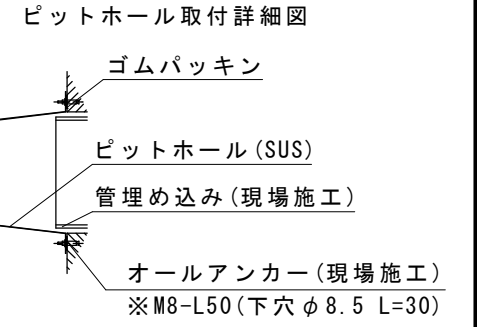 ピットホール取付詳細図
ゴムパッキン
ピットホール(SUS)
管埋め込み(現場施工)
オールアンカー(現場施工)
※M8-L50(下穴φ8.5 L=30)